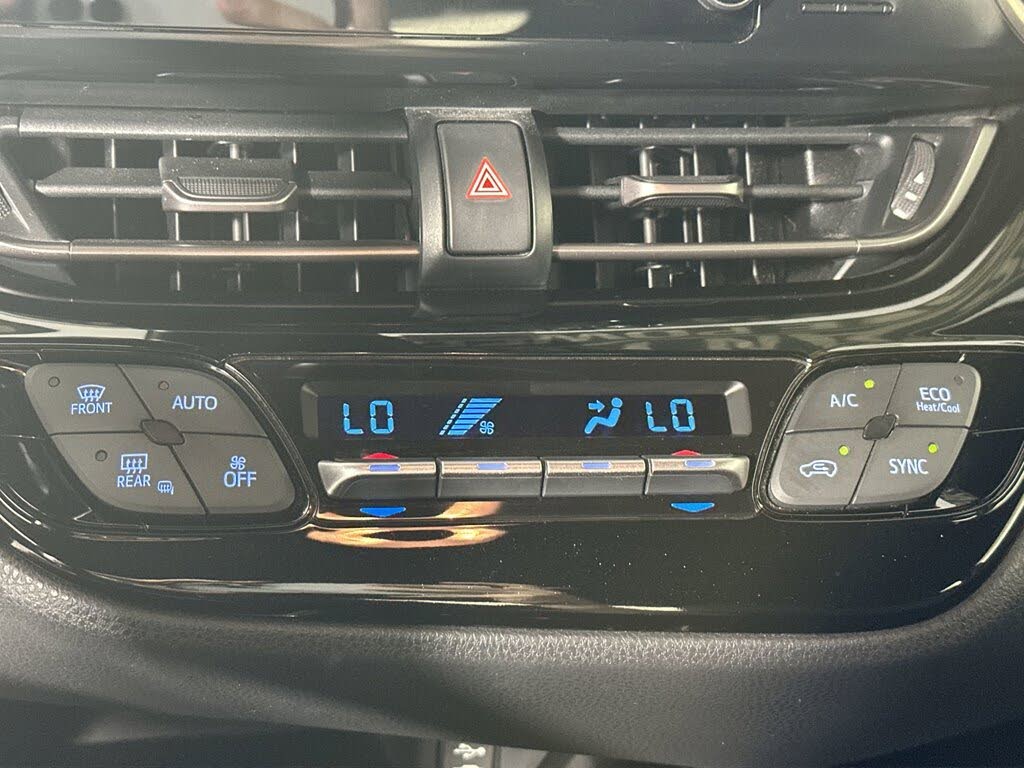 LO
LO
FRONT
AUTO
REAR
OFF
A/C
ECO
Heat/Cool
SYNC